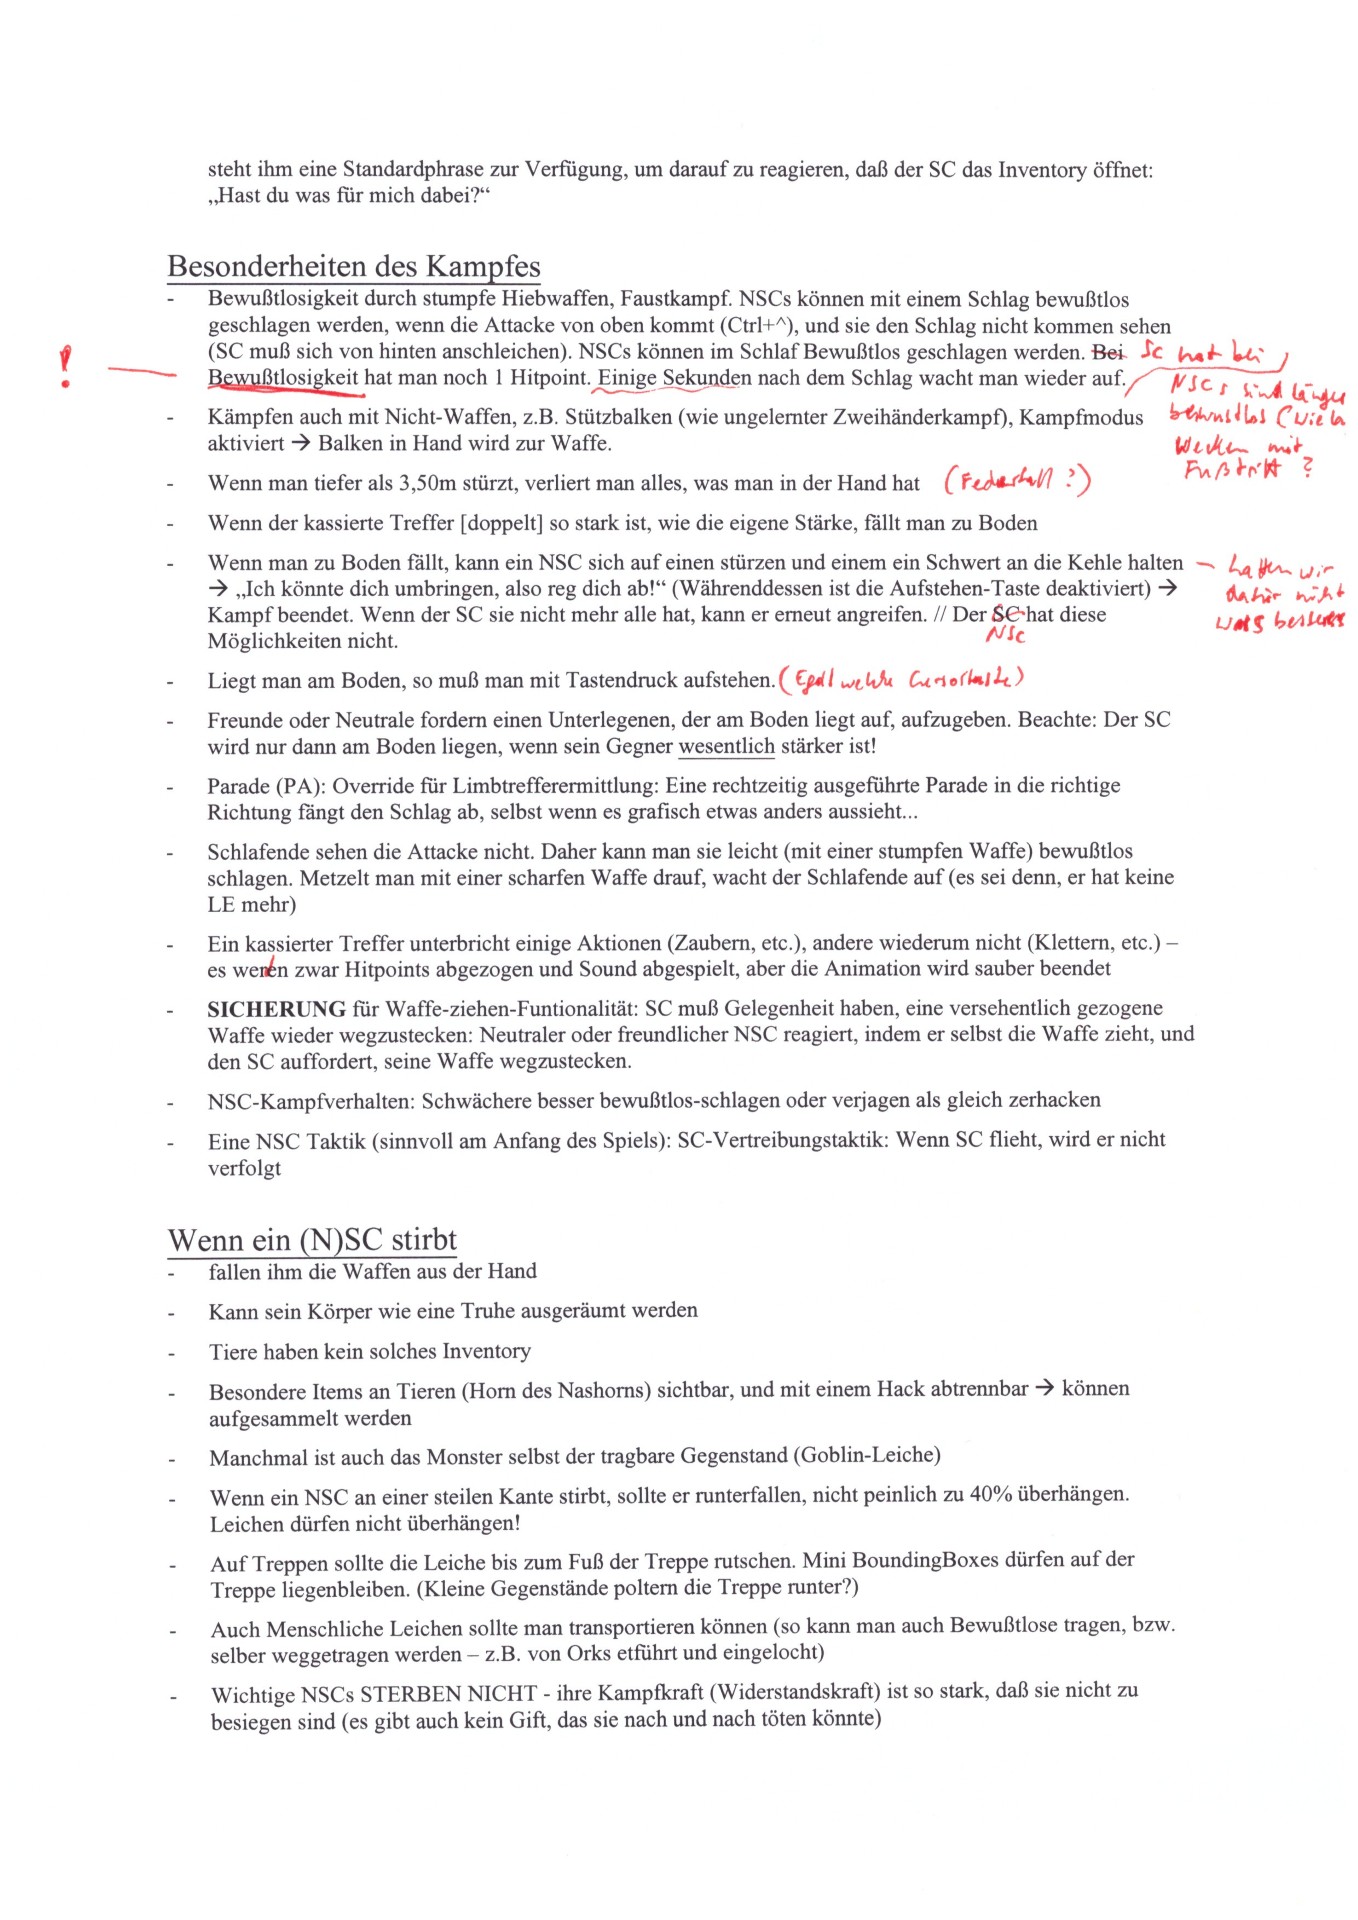 steht ihm eine Standardphrase zur Verfügung, um darauf zu reagieren, daß der SC das Inventory öffnet:
„Hast du was für mich dabei?“
Besonderheiten des Kampfes
- Bewußtlosigkeit durch stumpfe Hiebwaffen, Faustkampf. NSCs können mit einem Schlag bewußtlos
geschlagen werden, wenn die Attacke von oben kommt (Ctrl+^), und sie den Schlag nicht kommen sehen
(SC muß sich von hinten anschleichen). NSCs können im Schlaf Bewußtlos geschlagen werden. Bei SC hat bei
! Bewußtlosigkeit hat man noch 1 Hitpoint. Einige Sekunden nach dem Schlag wacht man wieder auf.
NSCs sind länger
bewusstlos (
Wecken mit
Fußtritt ?
- Kämpfen auch mit Nicht-Waffen, z.B. Stützbalken (wie ungelernter Zweihänderkampf), Kampfmodus
aktiviert → Balken in Hand wird zur Waffe.
- Wenn man tiefer als 3,50m stürzt, verliert man alles, was man in der Hand hat (Federfall ?)
- Wenn der kassierte Treffer [doppelt] so stark ist, wie die eigene Stärke, fällt man zu Boden
- Wenn man zu Boden fällt, kann ein NSC sich auf einen stürzen und einem ein Schwert an die Kehle halten
→ „Ich könnte dich umbringen, also reg dich ab!“ (Währenddessen ist die Aufstehen-Taste deaktiviert) →
Kampf beendet. Wenn der SC sie nicht mehr alle hat, kann er erneut angreifen. // Der SC hat diese
NSC
Möglichkeiten nicht.
– hatten wir
dafür nicht
was besseres
- Liegt man am Boden, so muß man mit Tastendruck aufstehen. (Egal welche Cursortaste)
- Freunde oder Neutrale fordern einen Unterlegenen, der am Boden liegt auf, aufzugeben. Beachte: Der SC
wird nur dann am Boden liegen, wenn sein Gegner wesentlich stärker ist!
- Parade (PA): Override für Limbtrefferermittlung: Eine rechtzeitig ausgeführte Parade in die richtige
Richtung fängt den Schlag ab, selbst wenn es grafisch etwas anders aussieht...
- Schlafende sehen die Attacke nicht. Daher kann man sie leicht (mit einer stumpfen Waffe) bewußtlos
schlagen. Metzelt man mit einer scharfen Waffe drauf, wacht der Schlafende auf (es sei denn, er hat keine
LE mehr)
- Ein kassierter Treffer unterbricht einige Aktionen (Zaubern, etc.), andere wiederum nicht (Klettern, etc.) –
es weren zwar Hitpoints abgezogen und Sound abgespielt, aber die Animation wird sauber beendet
- SICHERUNG für Waffe-ziehen-Funtionalität: SC muß Gelegenheit haben, eine versehentlich gezogene
Waffe wieder wegzustecken: Neutraler oder freundlicher NSC reagiert, indem er selbst die Waffe zieht, und
den SC auffordert, seine Waffe wegzustecken.
- NSC-Kampfverhalten: Schwächere besser bewußtlos-schlagen oder verjagen als gleich zerhacken
- Eine NSC Taktik (sinnvoll am Anfang des Spiels): SC-Vertreibungstaktik: Wenn SC flieht, wird er nicht
verfolgt
Wenn ein (N)SC stirbt
- fallen ihm die Waffen aus der Hand
- Kann sein Körper wie eine Truhe ausgeräumt werden
- Tiere haben kein solches Inventory
- Besondere Items an Tieren (Horn des Nashorns) sichtbar, und mit einem Hack abtrennbar → können
aufgesammelt werden
- Manchmal ist auch das Monster selbst der tragbare Gegenstand (Goblin-Leiche)
- Wenn ein NSC an einer steilen Kante stirbt, sollte er runterfallen, nicht peinlich zu 40% überhängen.
Leichen dürfen nicht überhängen!
- Auf Treppen sollte die Leiche bis zum Fuß der Treppe rutschen. Mini BoundingBoxes dürfen auf der
Treppe liegenbleiben. (Kleine Gegenstände poltern die Treppe runter?)
- Auch Menschliche Leichen sollte man transportieren können (so kann man auch Bewußtlose tragen, bzw.
selber weggetragen werden – z.B. von Orks etführt und eingelocht)
- Wichtige NSCs STERBEN NICHT - ihre Kampfkraft (Widerstandskraft) ist so stark, daß sie nicht zu
besiegen sind (es gibt auch kein Gift, das sie nach und nach töten könnte)